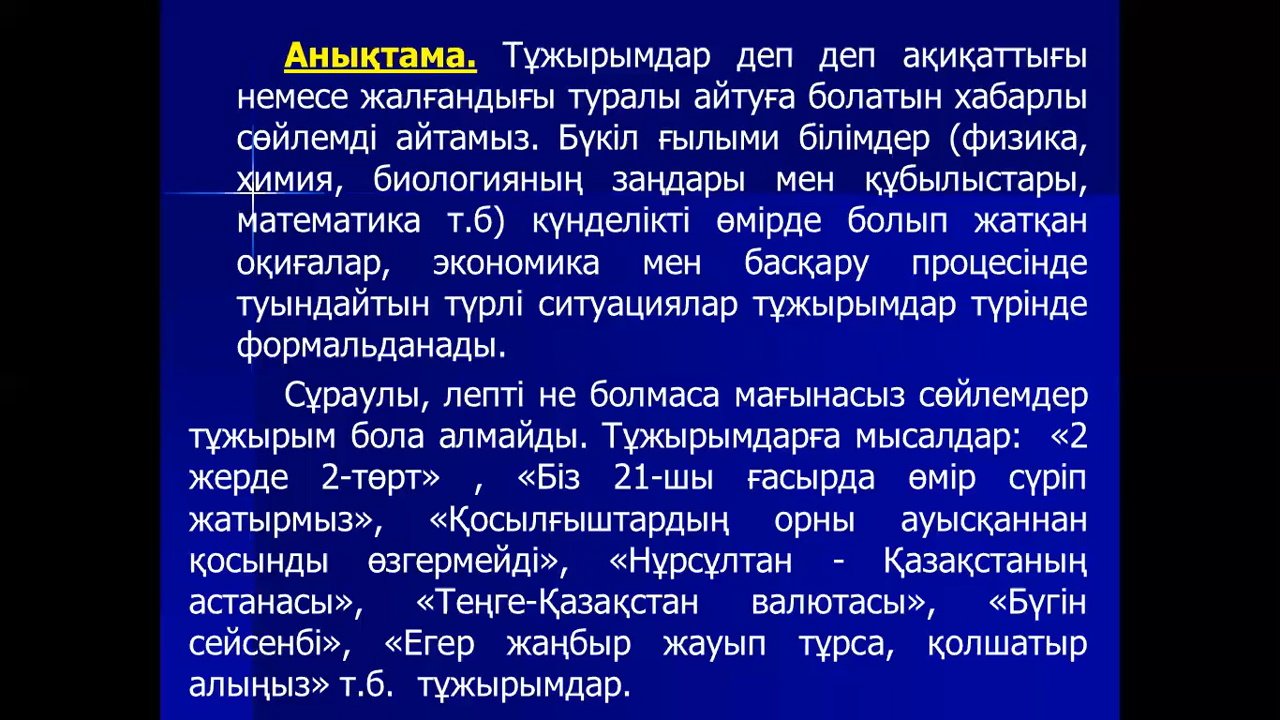 Анықтама. Тұжырымдар деп деп ақиқаттығы
немесе жалғандығы туралы айтуға болатын хабарлы
сөйлемді айтамыз. Бүкіл ғылыми білімдер (физика,
химия, биологияның заңдары мен құбылыстары,
математика т.б) күнделікті өмірде болып жатқан
оқиғалар, экономика мен басқару процесінде
туындайтын түрлі ситуациялар тұжырымдар түрінде
формальданады.
Сұраулы, лепті не болмаса мағынасыз сөйлемдер
тұжырым бола алмайды. Тұжырымдарға мысалдар: «2
жерде 2-төрт» , «Біз 21-шы ғасырда өмір сүріп
жатырмыз», «Қосылғыштардың орны ауысқаннан
қосынды өзгермейді», «Нұрсұлтан - Қазақстаның
астанасы», «Теңге-Қазақстан валютасы», «Бүгін
сейсенбі», «Егер жаңбыр жауып тұрса, қолшатыр
алыңыз» т.б. тұжырымдар.